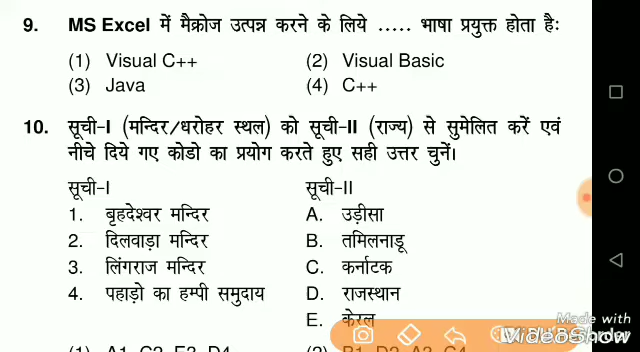 9. MS Excel में मैक्रोज उत्पन्न करने के लिये ..... भाषा प्रयुक्त होता हैः
(1) Visual C++ (2) Visual Basic
(3) Java (4) C++
10. सूची-I (मन्दिर/धरोहर स्थल) को सूची-II (राज्य) से सुमेलित करें एवं
नीचे दिये गए कोडो का प्रयोग करते हुए सही उत्तर चुनें।
सूची-I सूची-II
1. बृहदेश्वर मन्दिर A. उड़ीसा
2. दिलवाड़ा मन्दिर B. तमिलनाडू
3. लिंगराज मन्दिर C. कर्नाटक
4. पहाड़ो का हम्पी समुदाय D. राजस्थान
E. केरल
Made with
VideoShow